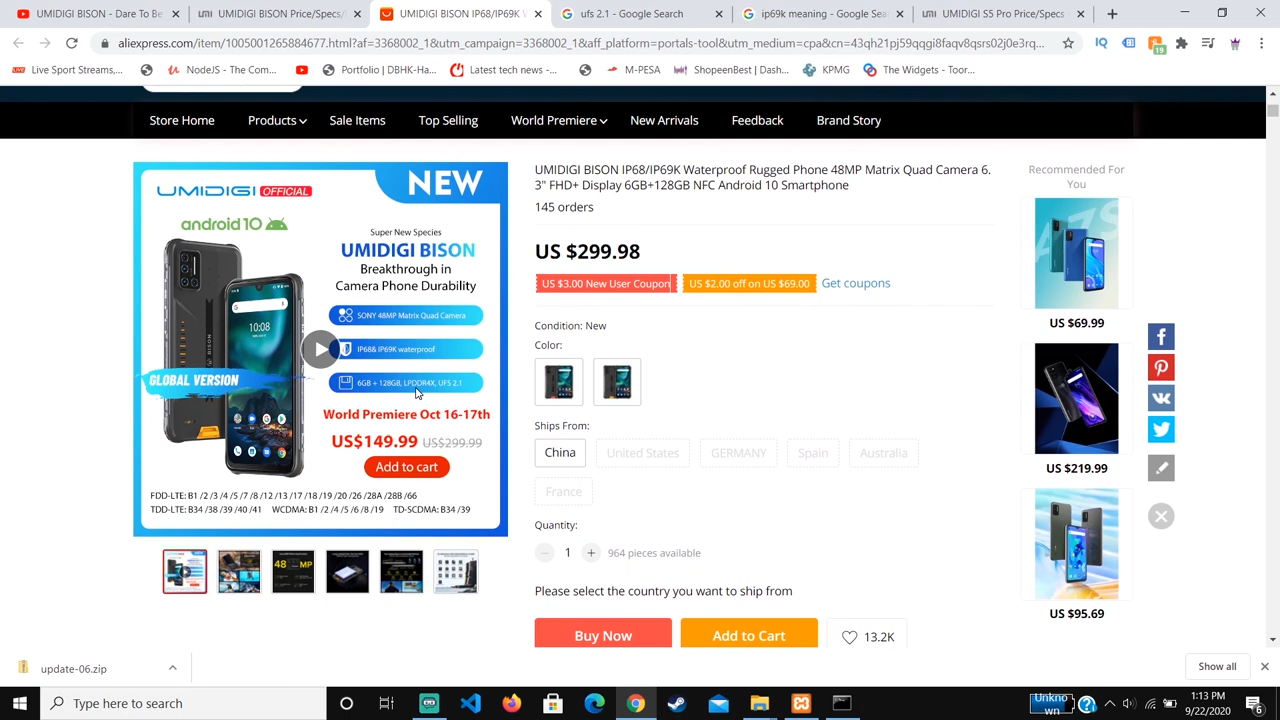 UMIDIGI BISON - Dare To Be
UMIDIGI BISON Price/Specs/
UMIDIGI BISON IP68/IP69K W
ufs 2.1 - Google Search
ip69k meaning - Google Sea
UMIDIGI S5 Pro Price/Specs
aliexpress.com/item/1005001265884677.html?af=3368002_1&utm_campaign=3368002_1&aff_platform=portals-tool&utm_medium=cpa&cn=43qh21pj59qqgi8faqv8qsrs02j0e3rq...
19
Live Sport Streams,...
NodeJS - The Com...
Portfolio | DBHK-Ha...
Latest tech news -...
M-PESA
ShopeenBest | Dash...
KPMG
The Widgets - Toor...
Store Home
Products
Sale Items
Top Selling
World Premiere
New Arrivals
Feedback
Brand Story
UMIDIGI OFFICIAL
NEW
android 10
Super New Species
UMIDIGI BISON
Breakthrough in
Camera Phone Durability
SONY 48MP Matrix Quad Camera
IP68& IP69K waterproof
6GB + 128GB, LPDDR4X, UFS 2.1
10:08
BISON
GLOBAL VERSION
World Premiere Oct 16-17th
US$149.99 US$299.99
Add to cart
FDD-LTE: B1 /2 /3 /4 /5 /7 /8 /12 /13 /17 /18 /19 /20 /26 /28A /28B /66
TDD-LTE: B34 /38 /39 /40 /41 WCDMA: B1 /2 /4 /5 /6 /8 /19 TD-SCDMA: B34 /39
48 MP
UMIDIGI BISON IP68/IP69K Waterproof Rugged Phone 48MP Matrix Quad Camera 6.
3" FHD+ Display 6GB+128GB NFC Android 10 Smartphone
145 orders
US $299.98
US $3.00 New User Coupon
US $2.00 off on US $69.00
Get coupons
Condition: New
Color:
Ships From:
China
United States
GERMANY
Spain
Australia
France
Quantity:
1
964 pieces available
Please select the country you want to ship from
Buy Now
Add to Cart
13.2K
Recommended For
You
US $69.99
US $219.99
US $95.69
update-06.zip
Show all
Type here to search
Unkno
wn
1:13 PM
9/22/2020
6